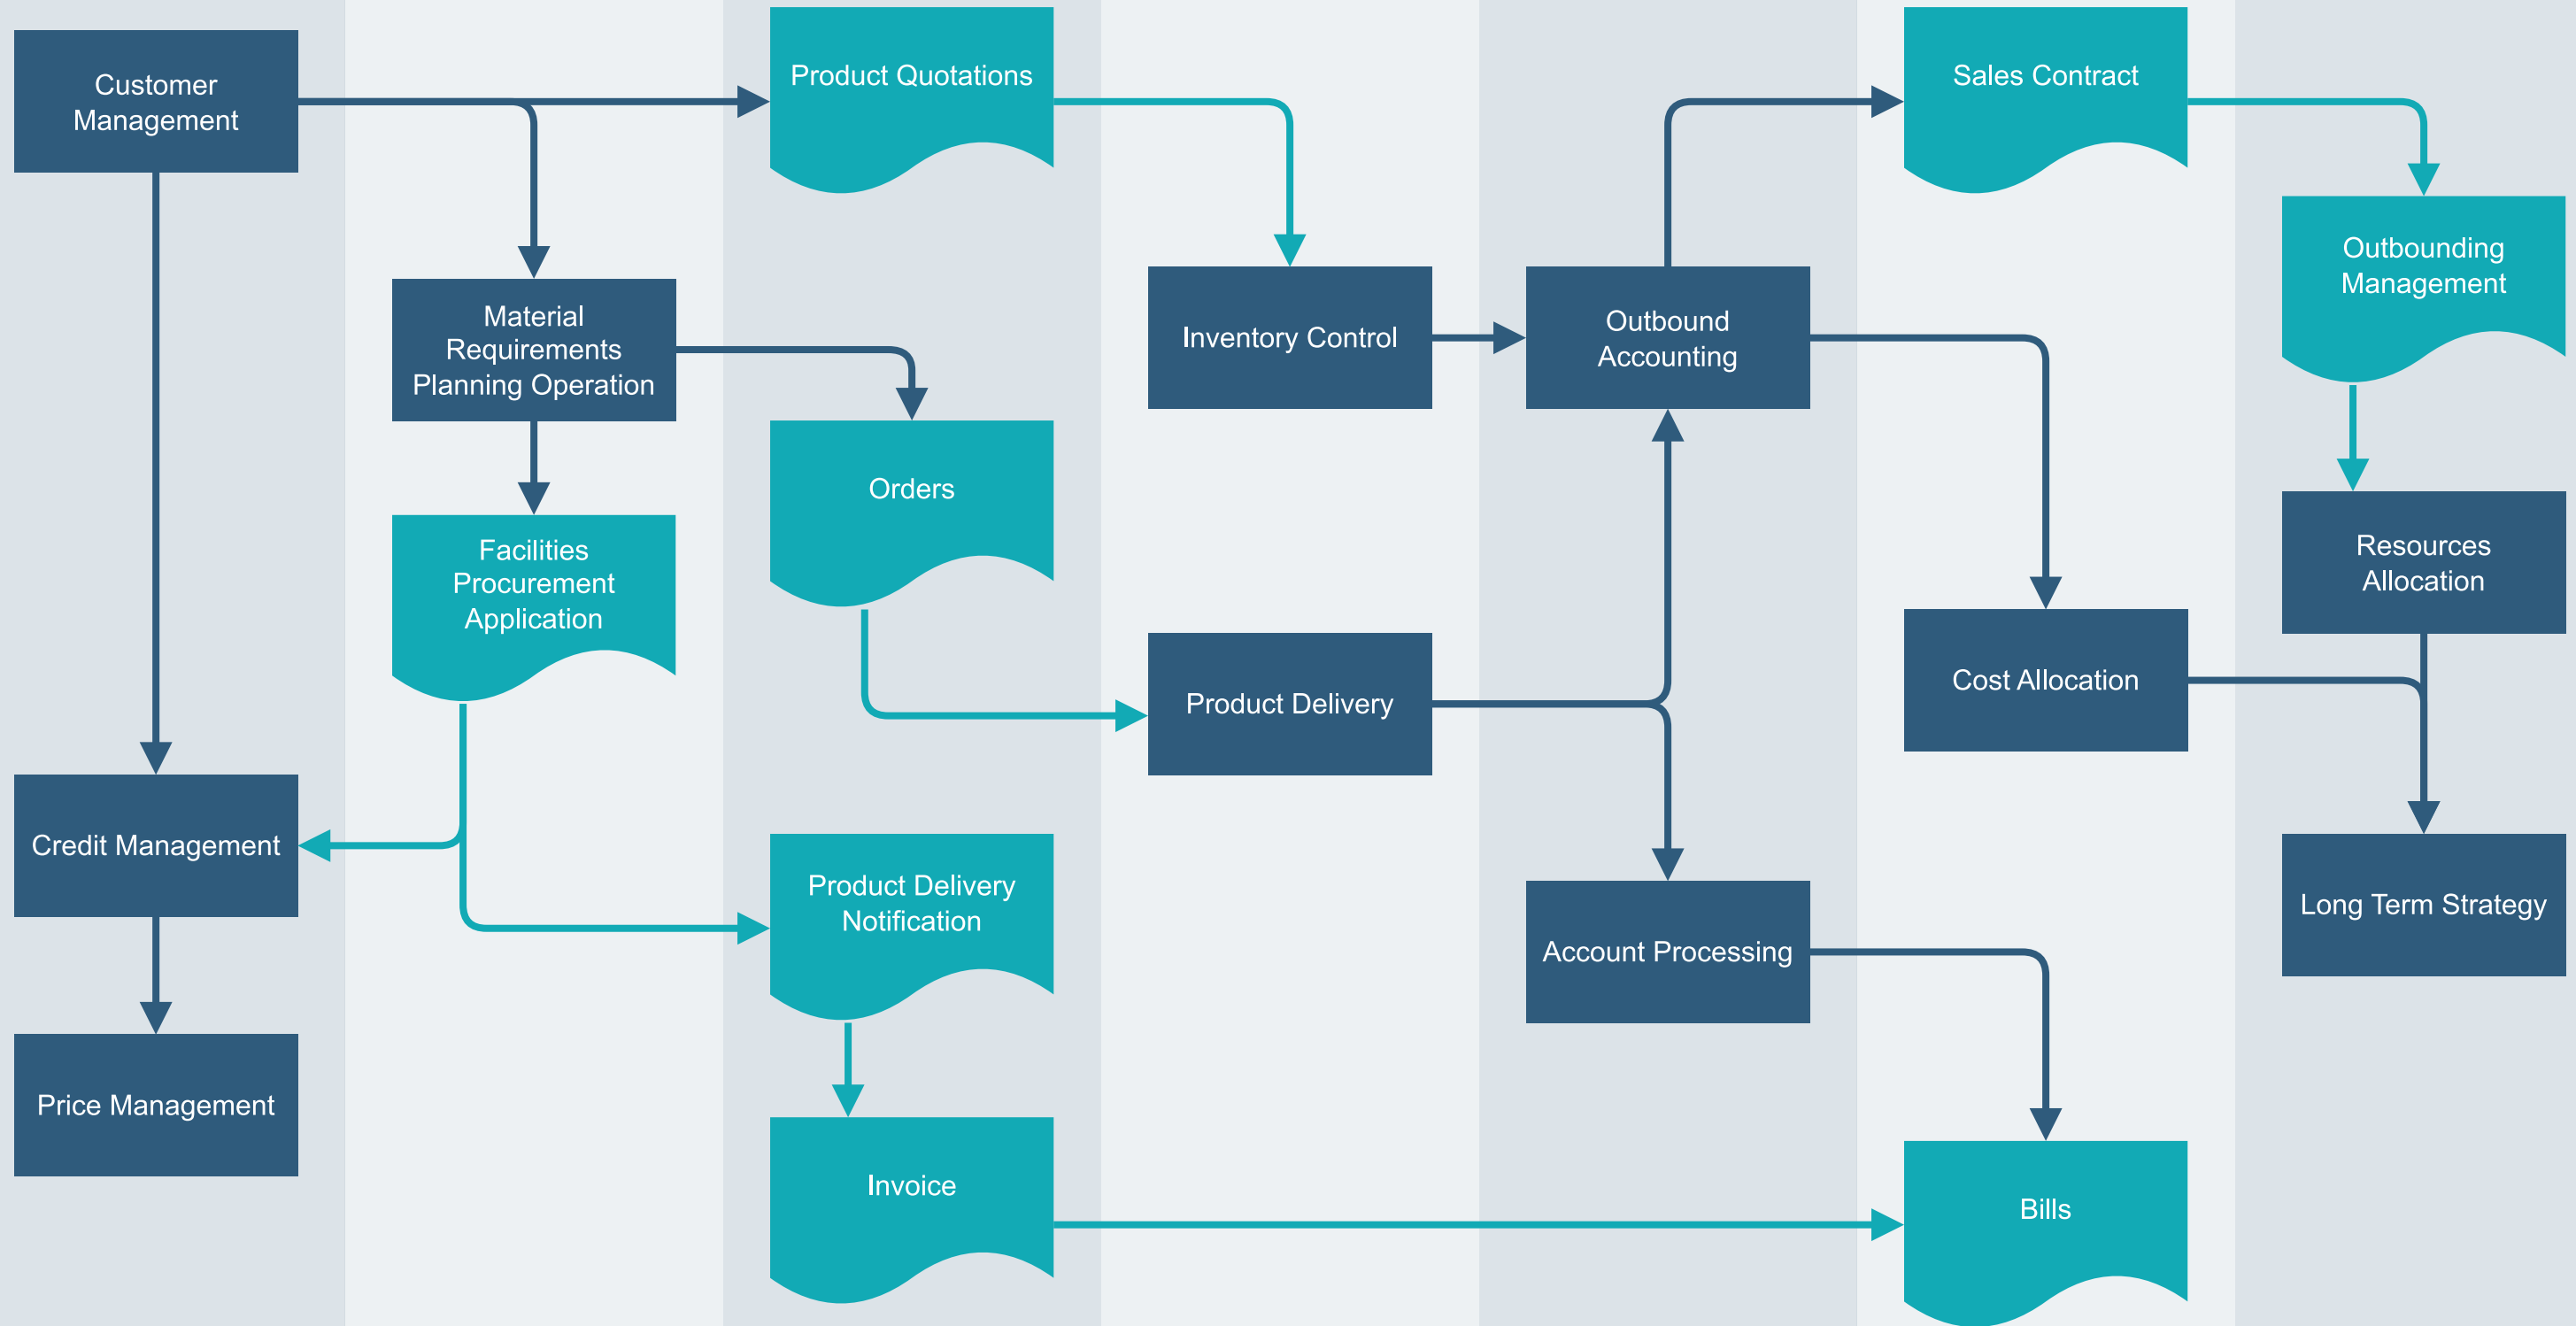 Customer
Management
Product Quotations
Sales Contract
Outbounding
Management
Material
Requirements
Planning Operation
Inventory Control
Outbound
Accounting
Orders
Facilities
Procurement
Application
Resources
Allocation
Product Delivery
Cost Allocation
Credit Management
Product Delivery
Notification
Account Processing
Long Term Strategy
Price Management
Invoice
Bills